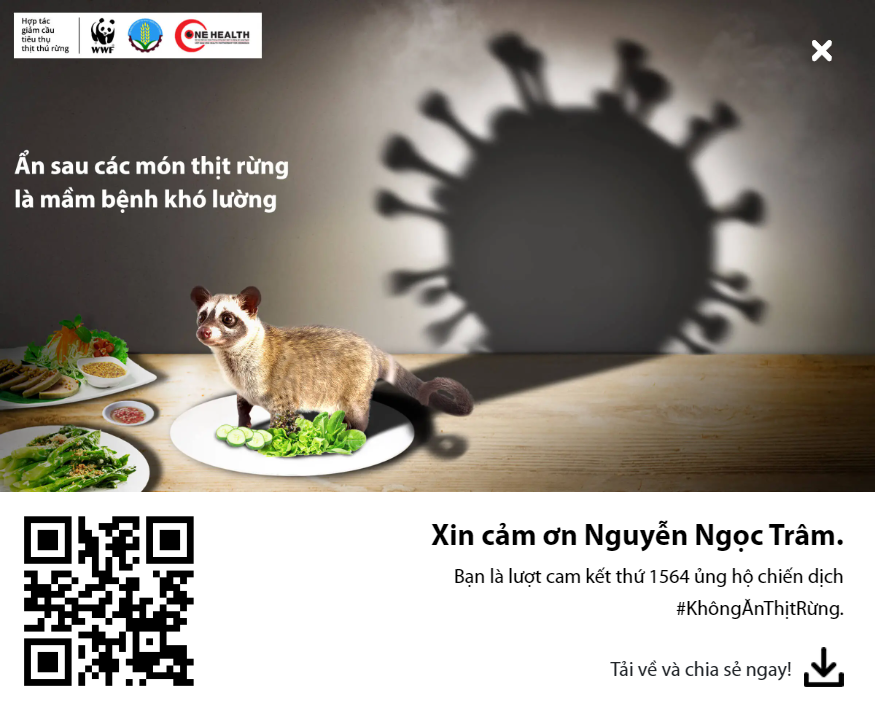 Hợp tác
giảm cầu
tiêu thụ
thịt thú rừng
WWF
ONE HEALTH
Ẩn sau các món thịt rừng
là mầm bệnh khó lường
Xin cảm ơn Nguyễn Ngọc Trâm.
Bạn là lượt cam kết thứ 1564 ủng hộ chiến dịch
#KhôngĂnThịtRừng.
Tải về và chia sẻ ngay!